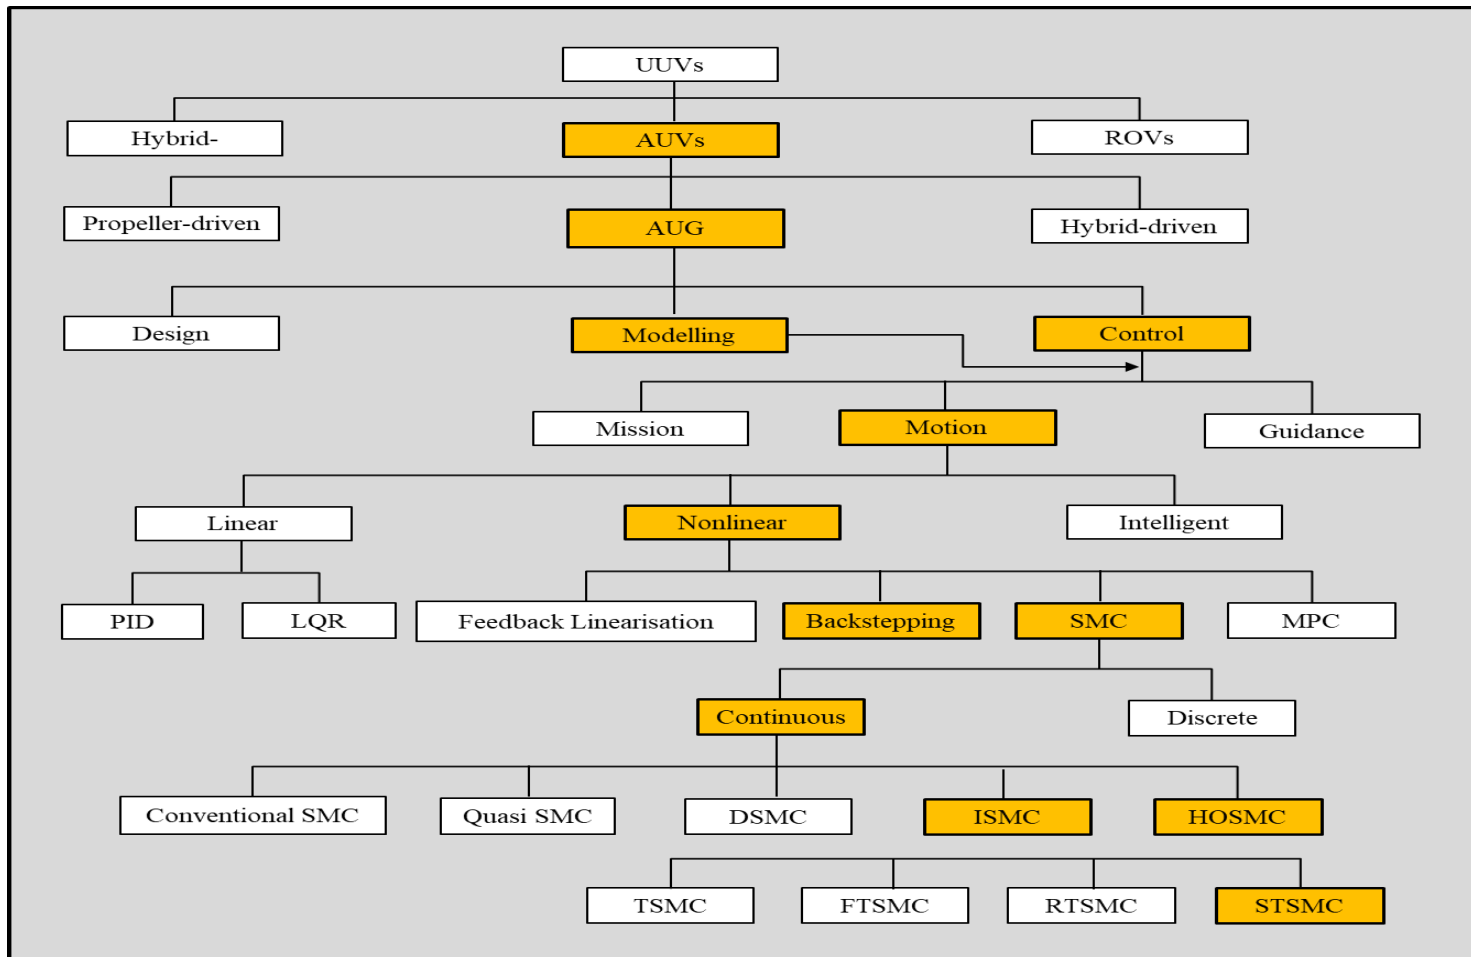 UUVs
Hybrid-
AUVs
ROVs
Propeller-driven
AUG
Hybrid-driven
Design
Modelling
Control
Mission
Motion
Guidance
Linear
Nonlinear
Intelligent
PID
LQR
Feedback Linearisation
Backstepping
SMC
MPC
Continuous
Discrete
Conventional SMC
Quasi SMC
DSMC
ISMC
HOSMC
TSMC
FTSMC
RTSMC
STSMC